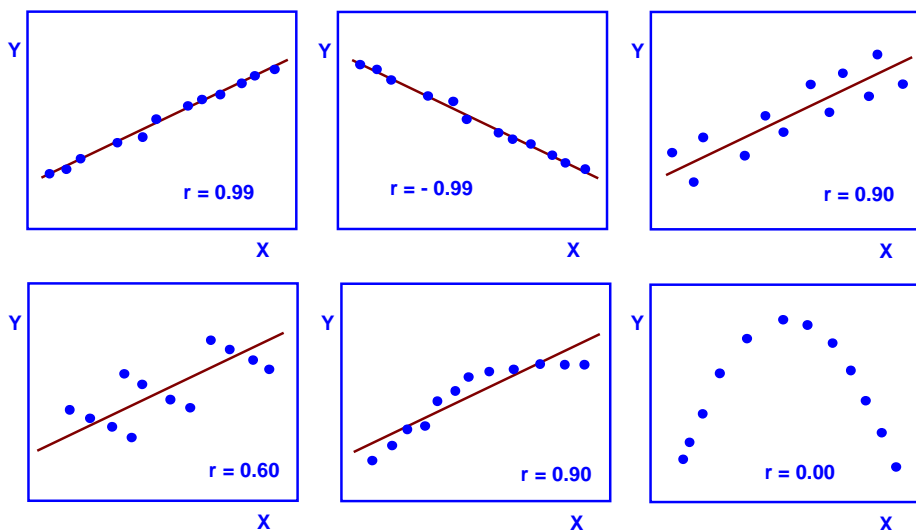 Y
r = 0.99
X
Y
r = - 0.99
X
Y
r = 0.90
X
Y
r = 0.60
X
Y
r = 0.90
X
Y
r = 0.00
X